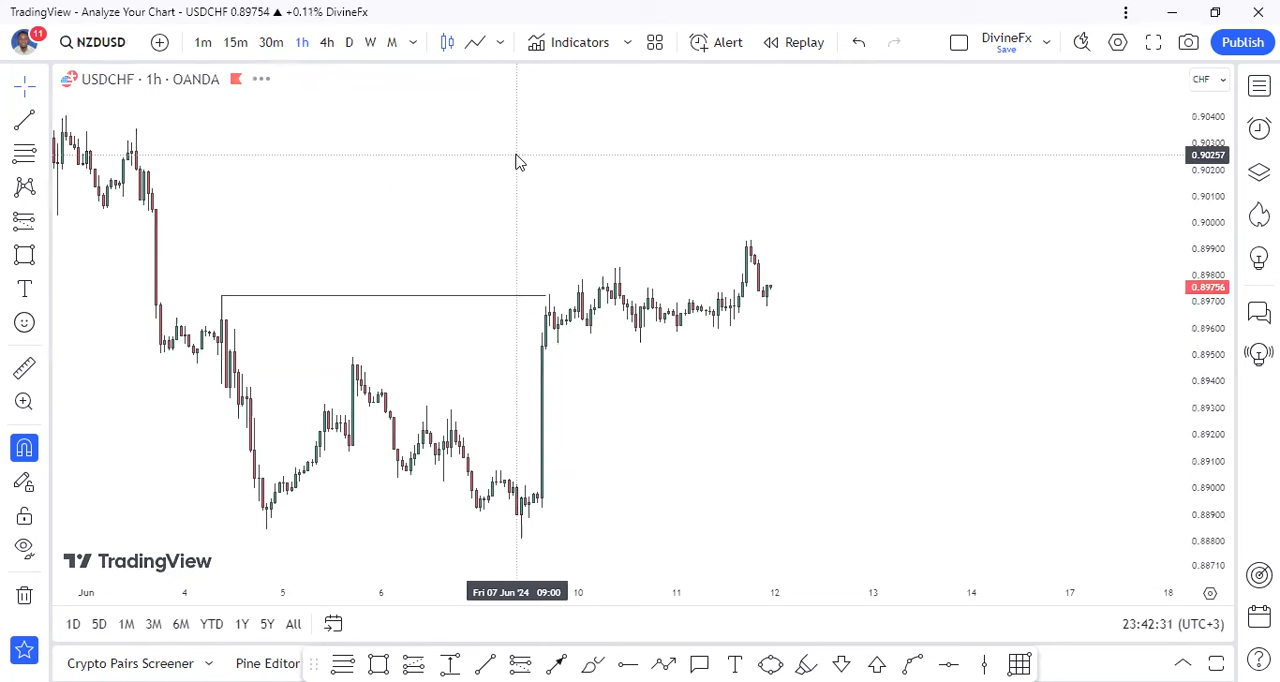 TradingView - Analyze Your Chart - USDCHF 0.89754 ▲ +0.11% DivineFx
11 NZDUSD 1m 15m 30m 1h 4h D W M Indicators Alert Replay DivineFx Save Publish
USDCHF · 1h · OANDA CHF
0.90400
0.90300
0.90257
0.90200
0.90100
0.90000
0.89900
0.89800
0.89756
0.89700
0.89600
0.89500
0.89400
0.89300
0.89200
0.89100
0.89000
0.88900
0.88800
0.88710
TradingView
Jun 4 5 6 Fri 07 Jun '24 09:00 10 11 12 13 14 17 18
1D 5D 1M 3M 6M YTD 1Y 5Y All 23:42:31 (UTC+3)
Crypto Pairs Screener Pine Editor